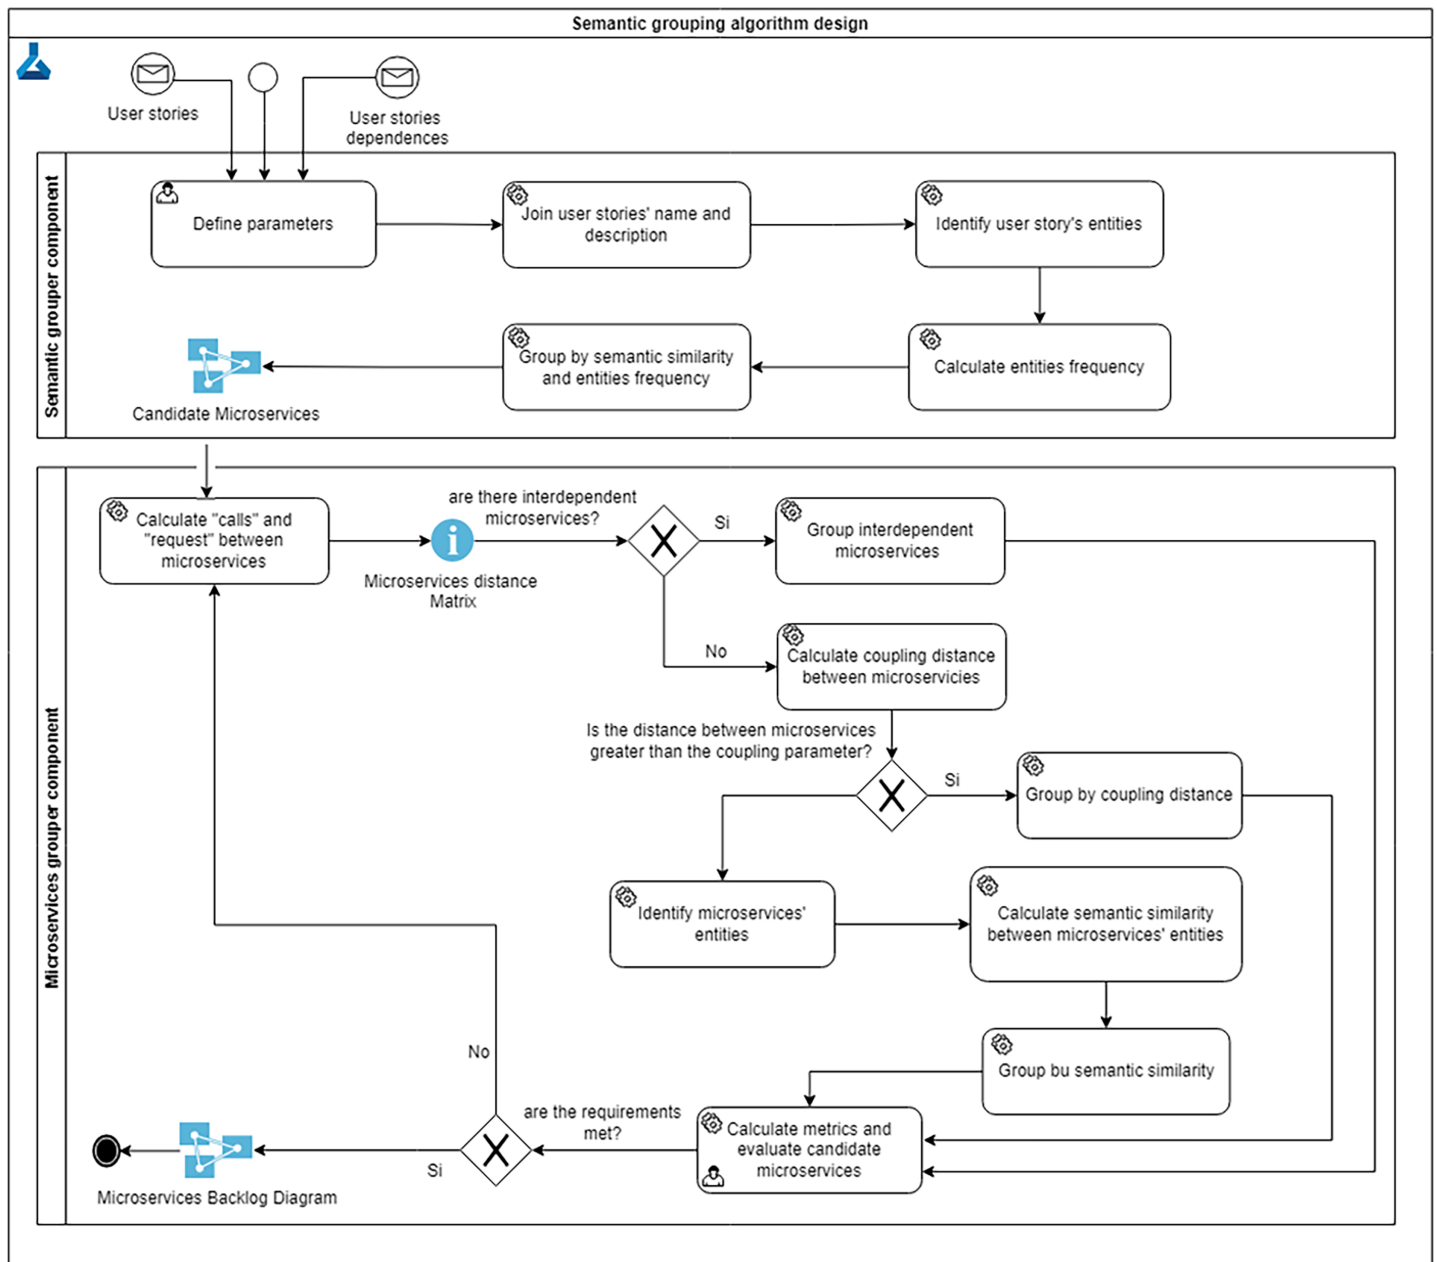 Semantic grouping algorithm design
User stories
User stories
dependences
Semantic grouper component
Define parameters
Join user stories' name and
description
Identify user story's entities
Candidate Microservices
Group by semantic similarity
and entities frequency
Calculate entities frequency
Microservices grouper component
Calculate "calls" and
"request" between
microservices
Microservices distance
Matrix
are there interdependent
microservices?
Si
Group interdependent
microservices
No
Calculate coupling distance
between microservicies
Is the distance between microservices
greater than the coupling parameter?
Si
Group by coupling distance
Identify microservices'
entities
Calculate semantic similarity
between microservices' entities
Group bu semantic similarity
Calculate metrics and
evaluate candidate
microservices
are the requirements
met?
No
Si
Microservices Backlog Diagram